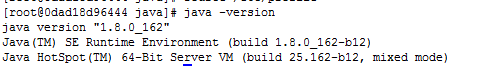 [root@0dad18d96444 java]# java -version
java version "1.8.0_162"
Java(TM) SE Runtime Environment (build 1.8.0_162-b12)
Java HotSpot(TM) 64-Bit Server VM (build 25.162-b12, mixed mode)